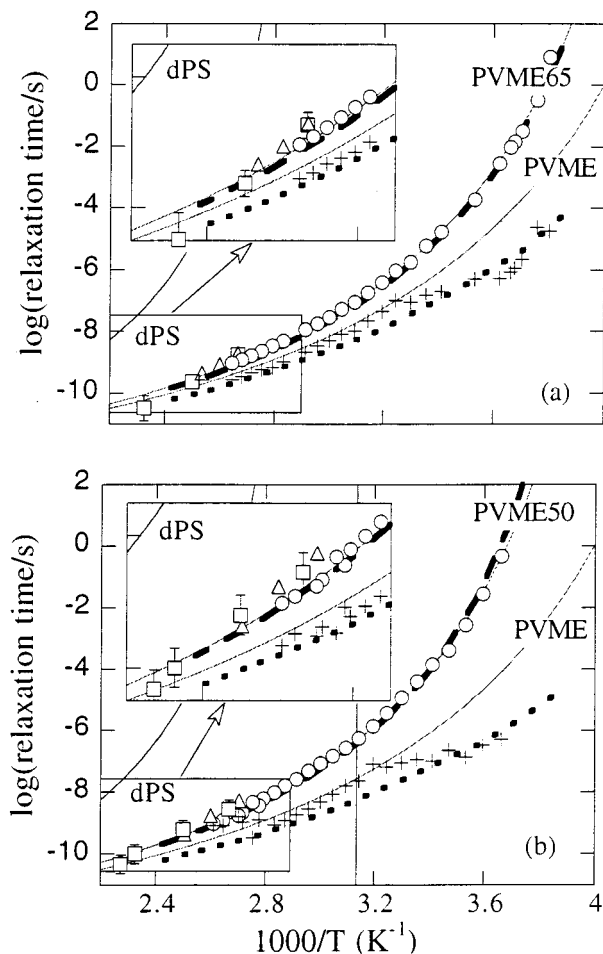 2
dPS
PVME65
0
-2
PVME
-4
-6
dPS
-8
-10
(a)
log(relaxation time/s)
2
dPS
PVME50
0
-2
PVME
-4
-6
dPS
-8
-10
(b)
log(relaxation time/s)
2.4 2.8 3.2 3.6 4
1000/T (K⁻¹)